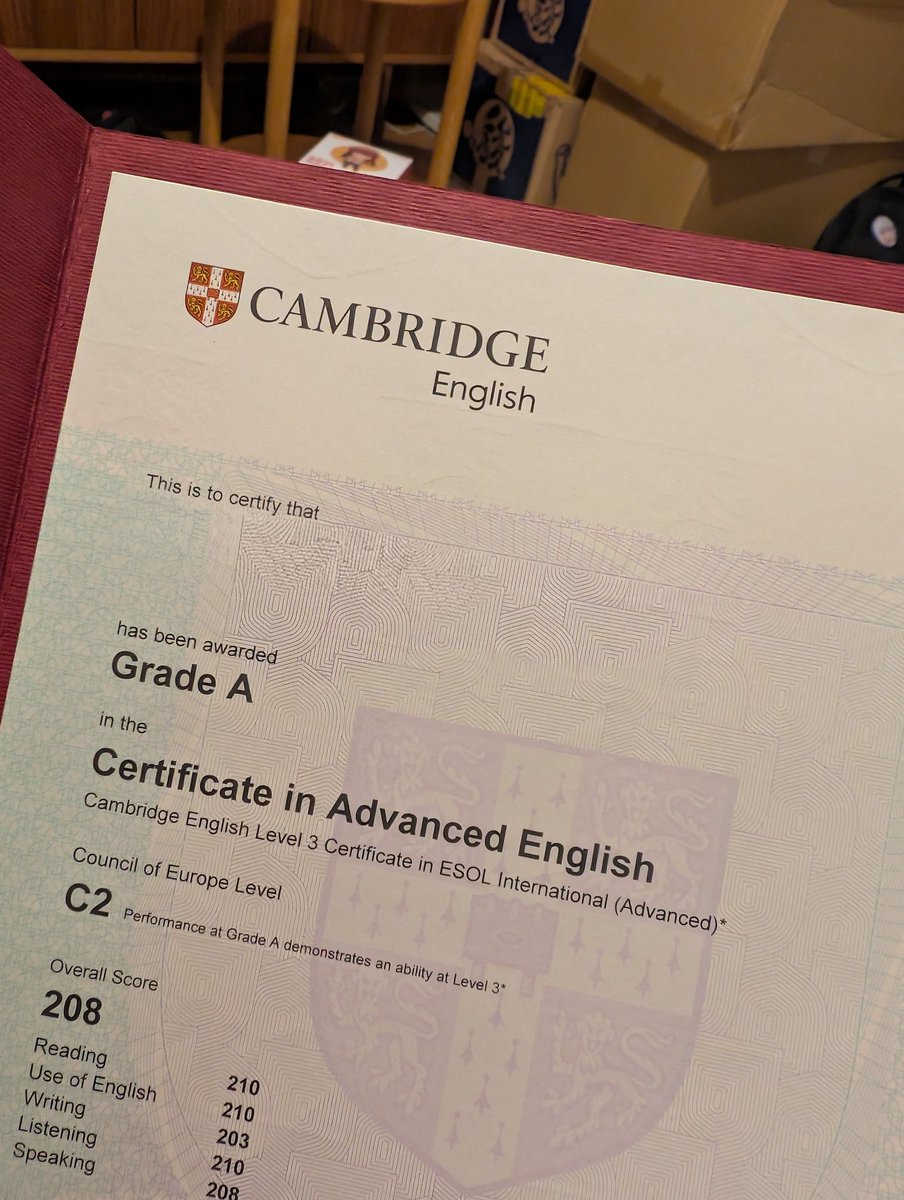 CAMBRIDGE
English
This is to certify that
has been awarded
Grade A
in the
Certificate in Advanced English
Cambridge English Level 3 Certificate in ESOL International (Advanced)*
Council of Europe Level
C2 Performance at Grade A demonstrates an ability at Level 3*
Overall Score
208
Reading 210
Use of English 210
Writing 203
Listening 210
Speaking 208